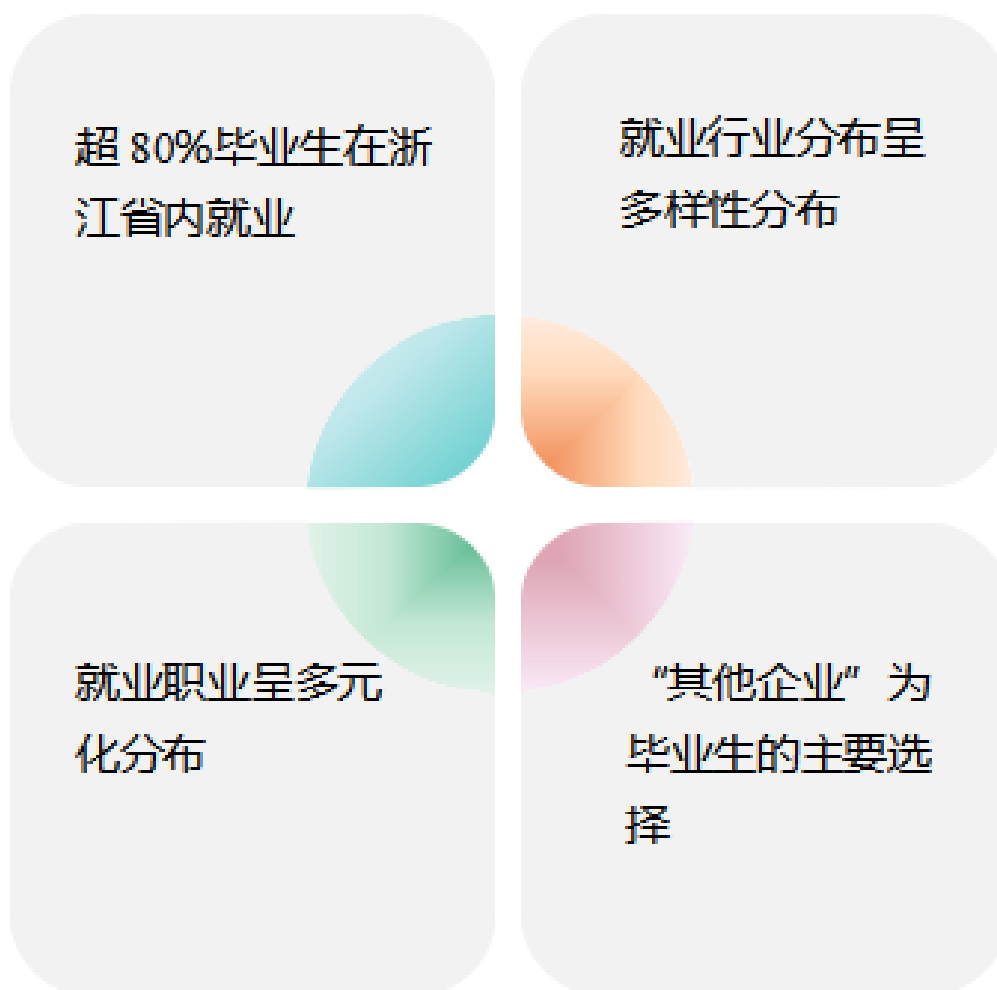 超 80%毕业生在浙
江省内就业
就业行业分布呈
多样性分布
就业职业呈多元
化分布
“其他企业”为
毕业生的主要选
择